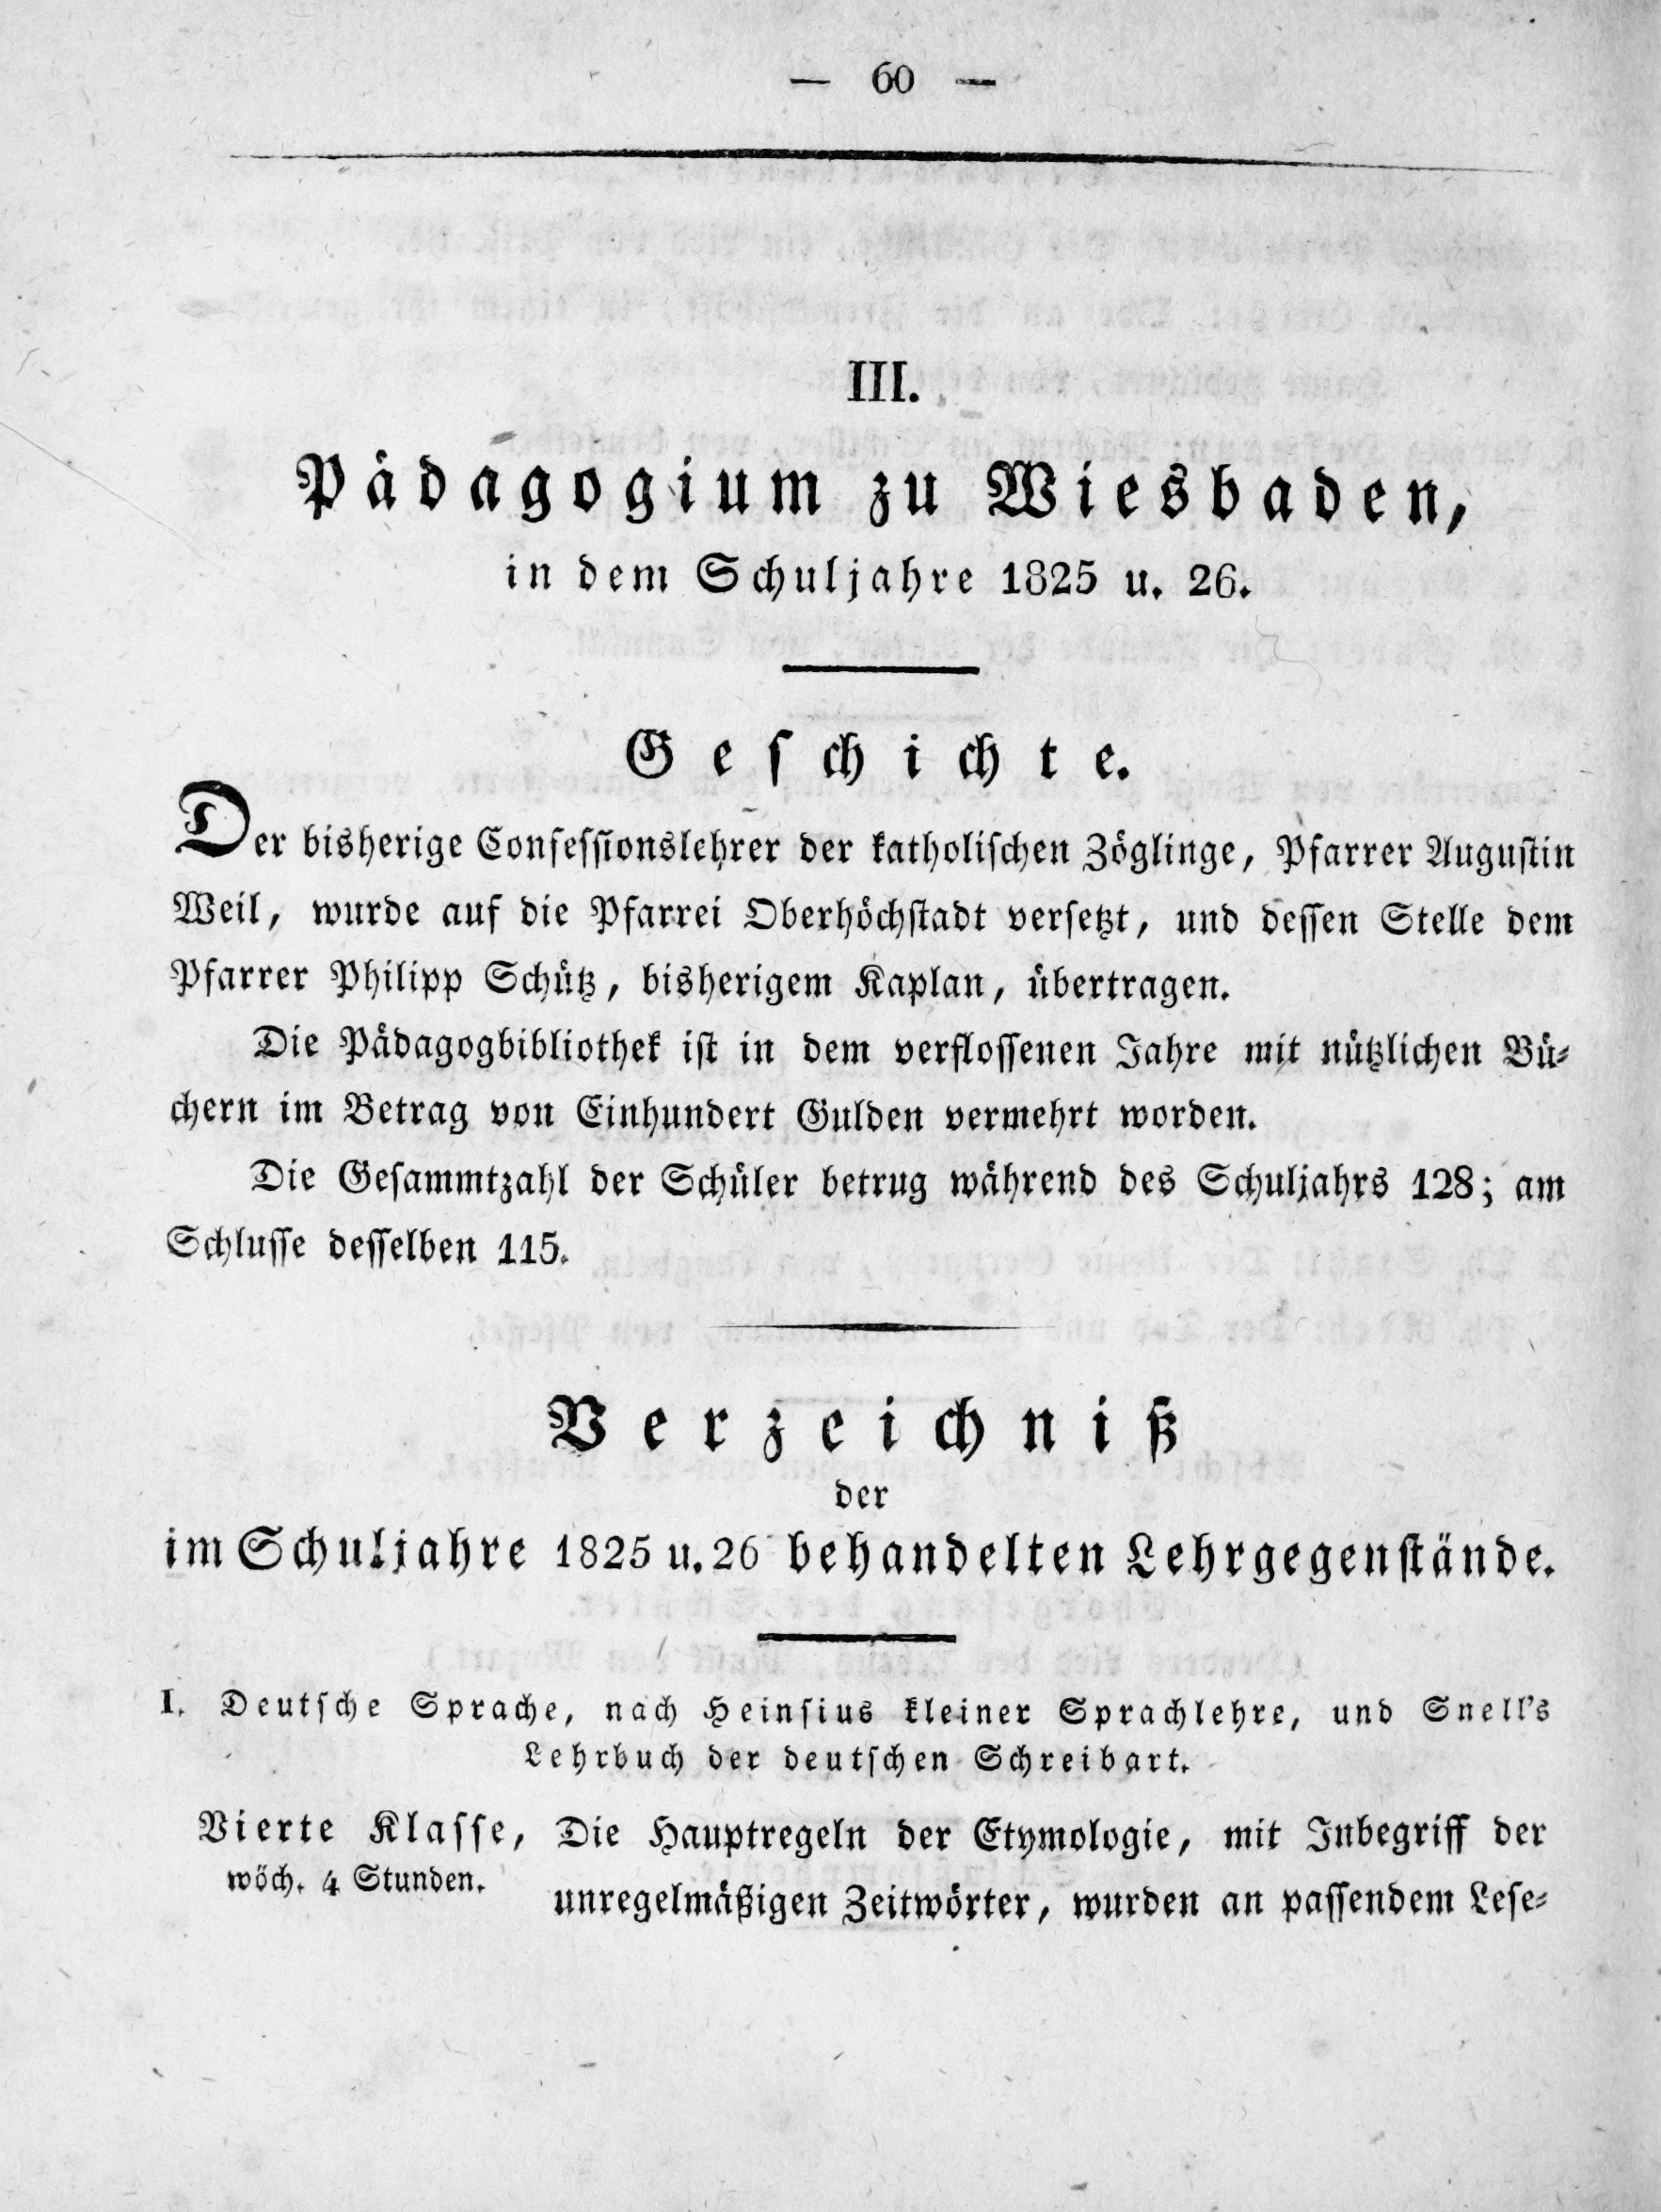 — 60 —
III.
Pädagogium zu Wiesbaden,
in dem Schuljahre 1825 u. 26.
Geschichte.
Der bisherige Confessionslehrer der katholischen Zöglinge, Pfarrer Augustin
Weil, wurde auf die Pfarrei Oberhöchstadt versetzt, und dessen Stelle dem
Pfarrer Philipp Schütz, bisherigem Kaplan, übertragen.
Die Pädagogbibliothek ist in dem verflossenen Jahre mit nützlichen Bü-
chern im Betrag von Einhundert Gulden vermehrt worden.
Die Gesammtzahl der Schüler betrug während des Schuljahrs 128; am
Schlusse desselben 115.
Verzeichniß
der
im Schuljahre 1825 u. 26 behandelten Lehrgegenstände.
I. Deutsche Sprache, nach Heinsius kleiner Sprachlehre, und Snell's
Lehrbuch der deutschen Schreibart.
Vierte Klasse, Die Hauptregeln der Etymologie, mit Inbegriff der
wöch. 4 Stunden.
unregelmäßigen Zeitwörter, wurden an passendem Lese-